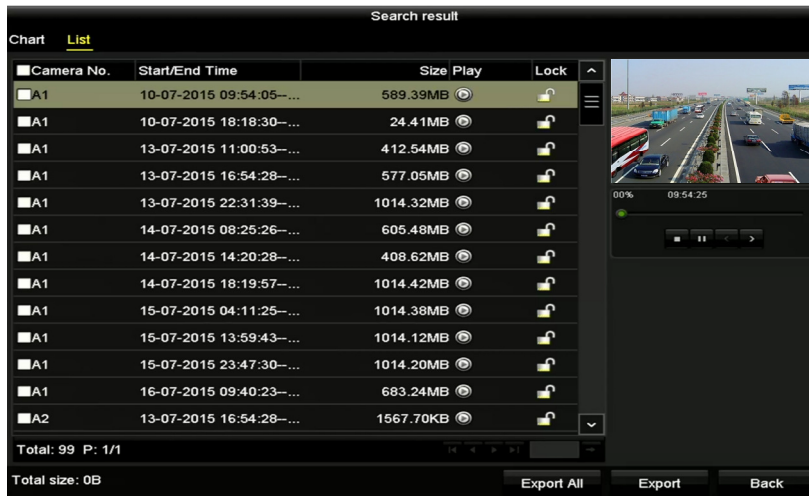 Search result
Chart List
Camera No. Start/End Time Size Play Lock
A1 10-07-2015 09:54:05--... 589.39MB
A1 10-07-2015 18:18:30--... 24.41MB
A1 13-07-2015 11:00:53--... 412.54MB
A1 13-07-2015 16:54:28--... 577.05MB
A1 13-07-2015 22:31:39--... 1014.32MB
A1 14-07-2015 08:25:26--... 605.48MB
A1 14-07-2015 14:20:28--... 408.62MB
A1 14-07-2015 18:19:57--... 1014.42MB
A1 15-07-2015 04:11:25--... 1014.38MB
A1 15-07-2015 13:59:43--... 1014.12MB
A1 15-07-2015 23:47:30--... 1014.20MB
A1 16-07-2015 09:40:23--... 683.24MB
A2 13-07-2015 16:54:28--... 1567.70KB
00% 09:54:25
Total: 99 P: 1/1
Total size: 0B
Export All Export Back